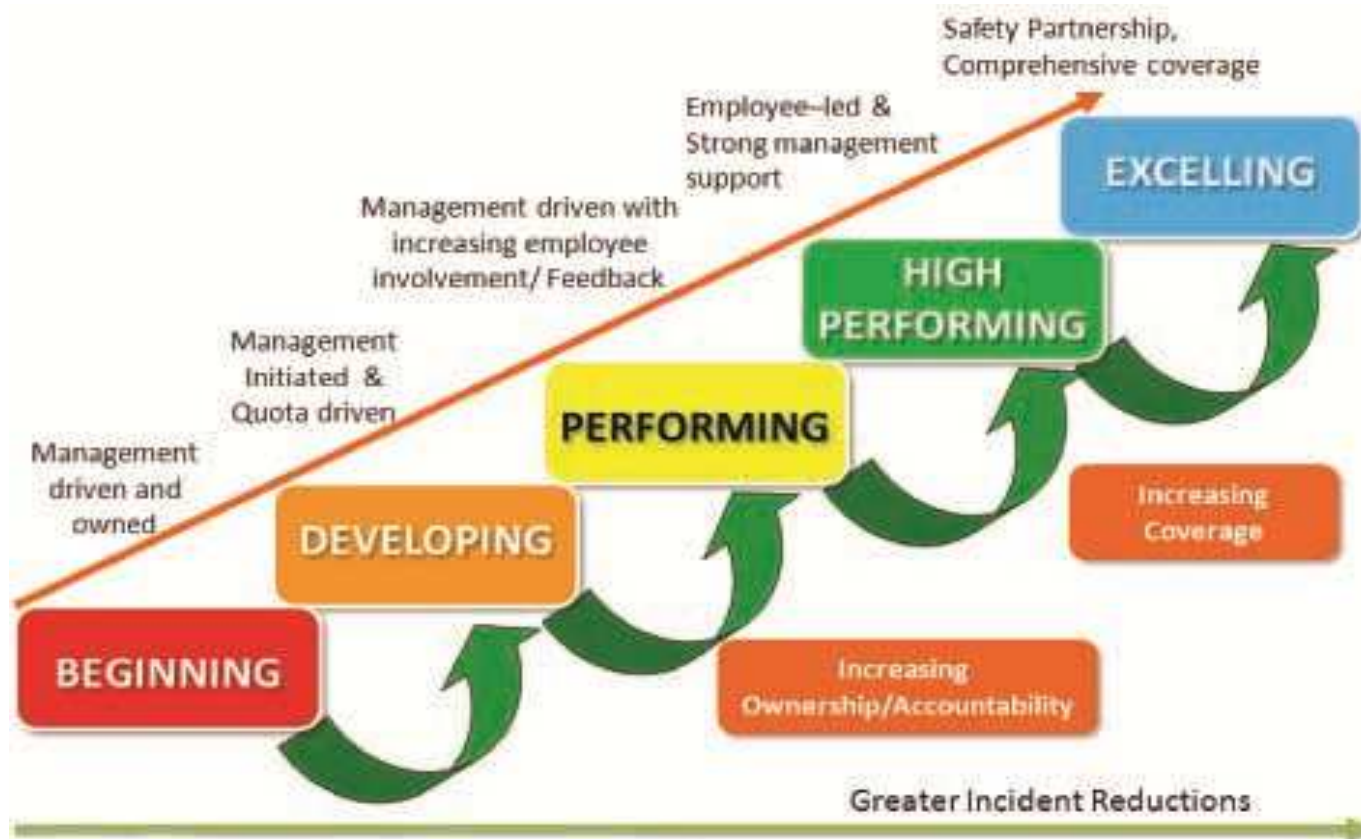 Safety Partnership,
Comprehensive coverage
Employee–led &
Strong management
support
EXCELLING
Management driven with
increasing employee
involvement/ Feedback
HIGH
PERFORMING
Management
Initiated &
Quota driven
PERFORMING
Management
driven and
owned
DEVELOPING
Increasing
Coverage
BEGINNING
Increasing
Ownership/Accountability
Greater Incident Reductions